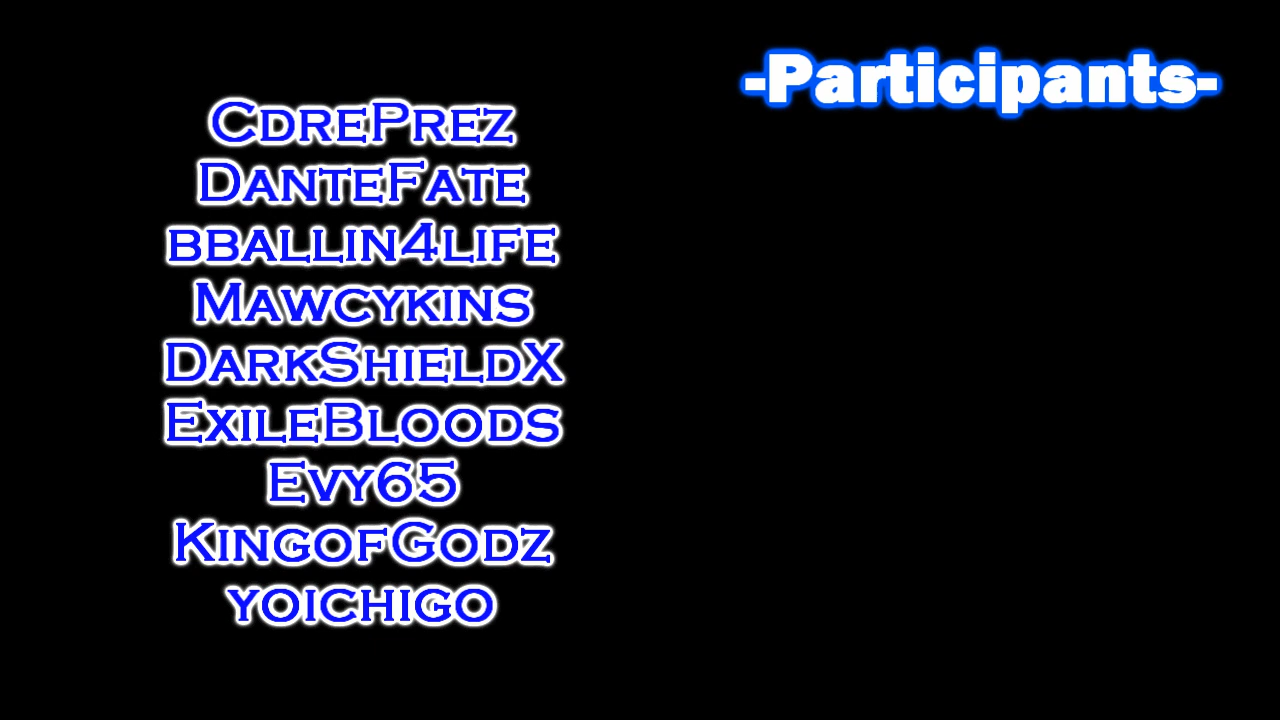 -Participants-
CdrePrez
DanteFate
bballin4life
Mawcykins
DarkShieldX
ExileBloods
Evy65
KingofGodz
yoichigo